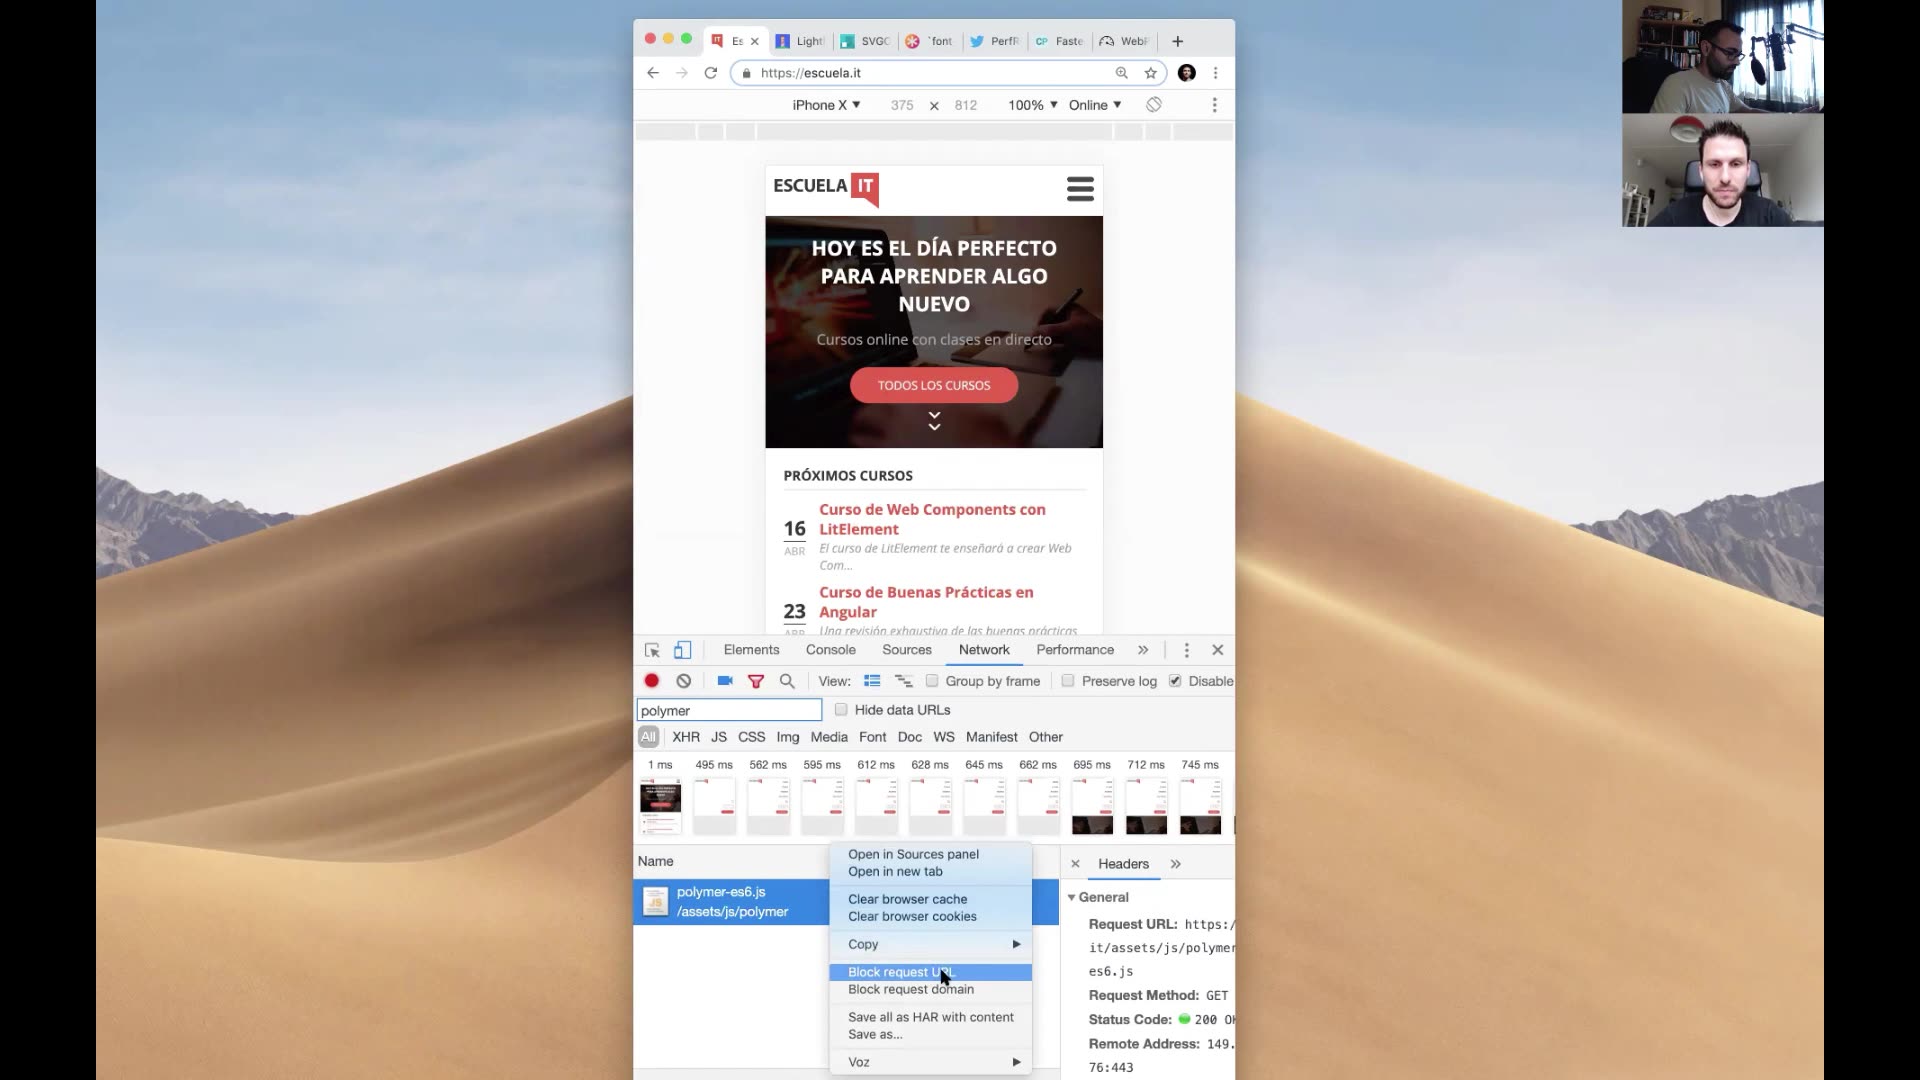 Es
Light
SVGO
`font
PerfR
Faste
WebP
https://escuela.it
iPhone X ▼ 375 × 812 100% ▼ Online ▼
ESCUELA IT
HOY ES EL DÍA PERFECTO
PARA APRENDER ALGO
NUEVO
Cursos online con clases en directo
TODOS LOS CURSOS
PRÓXIMOS CURSOS
16
ABR
Curso de Web Components con
LitElement
El curso de LitElement te enseñará a crear Web
Com...
23
ABR
Curso de Buenas Prácticas en
Angular
Una revisión exhaustiva de las buenas prácticas
Elements Console Sources Network Performance »
View: Group by frame Preserve log Disable
polymer Hide data URLs
All XHR JS CSS Img Media Font Doc WS Manifest Other
1 ms 495 ms 562 ms 595 ms 612 ms 628 ms 645 ms 662 ms 695 ms 712 ms 745 ms
Name
polymer-es6.js
/assets/js/polymer
Open in Sources panel
Open in new tab
Clear browser cache
Clear browser cookies
Copy
Block request URL
Block request domain
Save all as HAR with content
Save as...
Voz
× Headers »
General
Request URL: https:/
it/assets/js/polymer
es6.js
Request Method: GET
Status Code: 200 OK
Remote Address: 149.
76:443